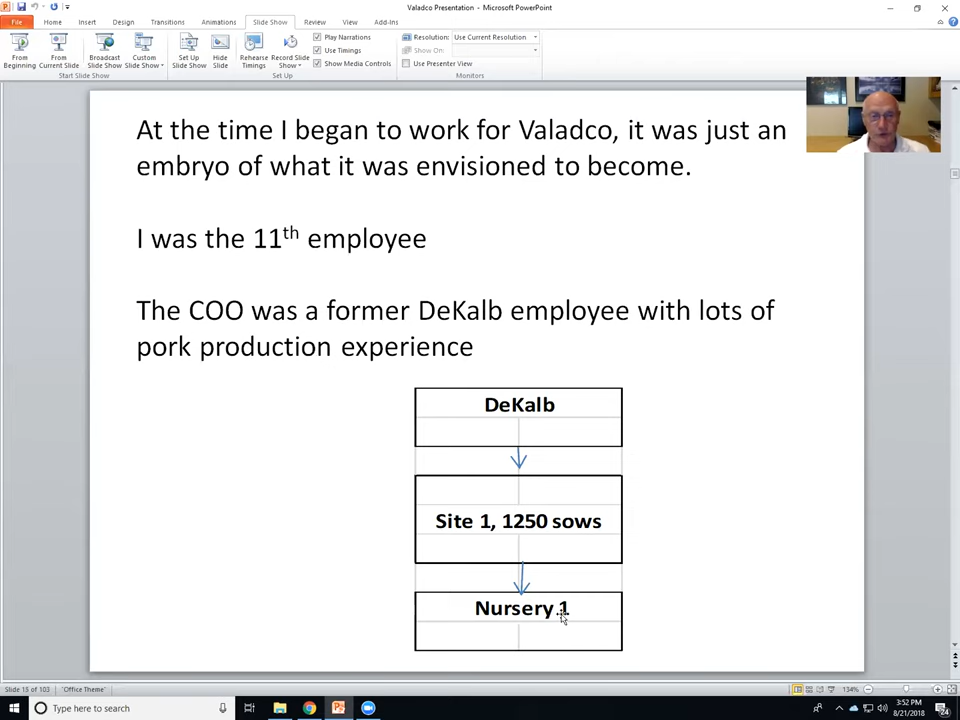 Valadco Presentation - Microsoft PowerPoint
File Home Insert Design Transitions Animations Slide Show Review View Add-Ins
From Beginning
From Current Slide
Broadcast Slide Show
Custom Slide Show
Start Slide Show
Set Up Slide Show
Hide Slide
Rehearse Timings
Record Slide Show
Play Narrations
Use Timings
Show Media Controls
Set Up
Resolution: Use Current Resolution
Show On:
Use Presenter View
Monitors
At the time I began to work for Valadco, it was just an
embryo of what it was envisioned to become.
I was the 11th employee
The COO was a former DeKalb employee with lots of
pork production experience
DeKalb
Site 1, 1250 sows
Nursery 1
Slide 15 of 103 "Office Theme" 134%
Type here to search
3:52 PM
8/21/2018
24